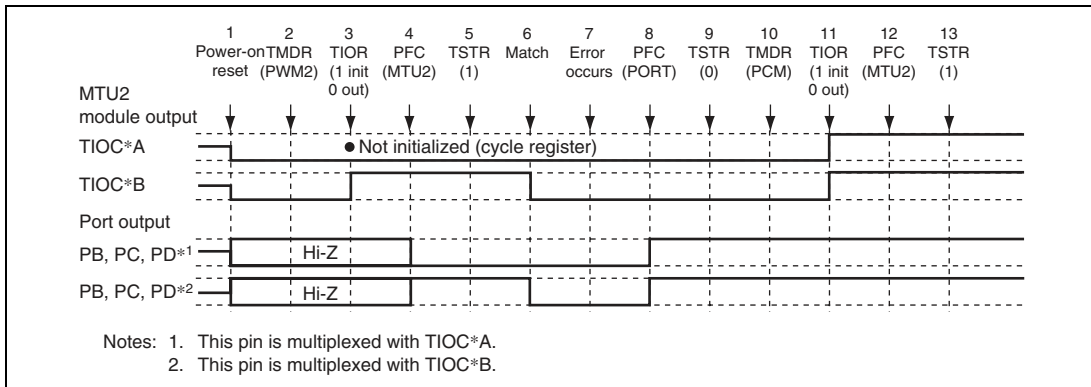 1 2 3 4 5 6 7 8 9 10 11 12 13
Power-on TMDR TIOR PFC TSTR Match Error PFC TSTR TMDR TIOR PFC TSTR
reset (PWM2) (1 init (MTU2) (1) occurs (PORT) (0) (PCM) (1 init (MTU2) (1)
0 out) 0 out)
MTU2
module output
TIOC*A
● Not initialized (cycle register)
TIOC*B
Port output
PB, PC, PD*1 Hi-Z
PB, PC, PD*2 Hi-Z
Notes: 1. This pin is multiplexed with TIOC*A.
2. This pin is multiplexed with TIOC*B.